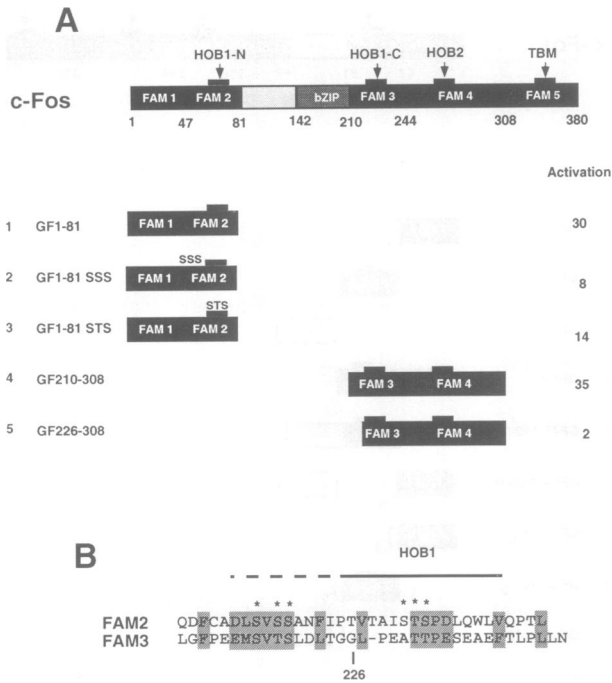 A
HOB1-N HOB1-C HOB2 TBM
c-Fos FAM 1 FAM 2 bZIP FAM 3 FAM 4 FAM 5
1 47 81 142 210 244 308 380
Activation
1 GF1-81 FAM 1 FAM 2 30
SSS
2 GF1-81 SSS FAM 1 FAM 2 8
STS
3 GF1-81 STS FAM 1 FAM 2 14
4 GF210-308 FAM 3 FAM 4 35
5 GF226-308 FAM 3 FAM 4 2
B
HOB1
* * * * * *
FAM2 QDFCADLSVSSANFIPTVTAISTSPDLQWLVQPTL
FAM3 LGFPEEMSVTSLDLTGGL-PEATTPESEAEFTLPLLN
226